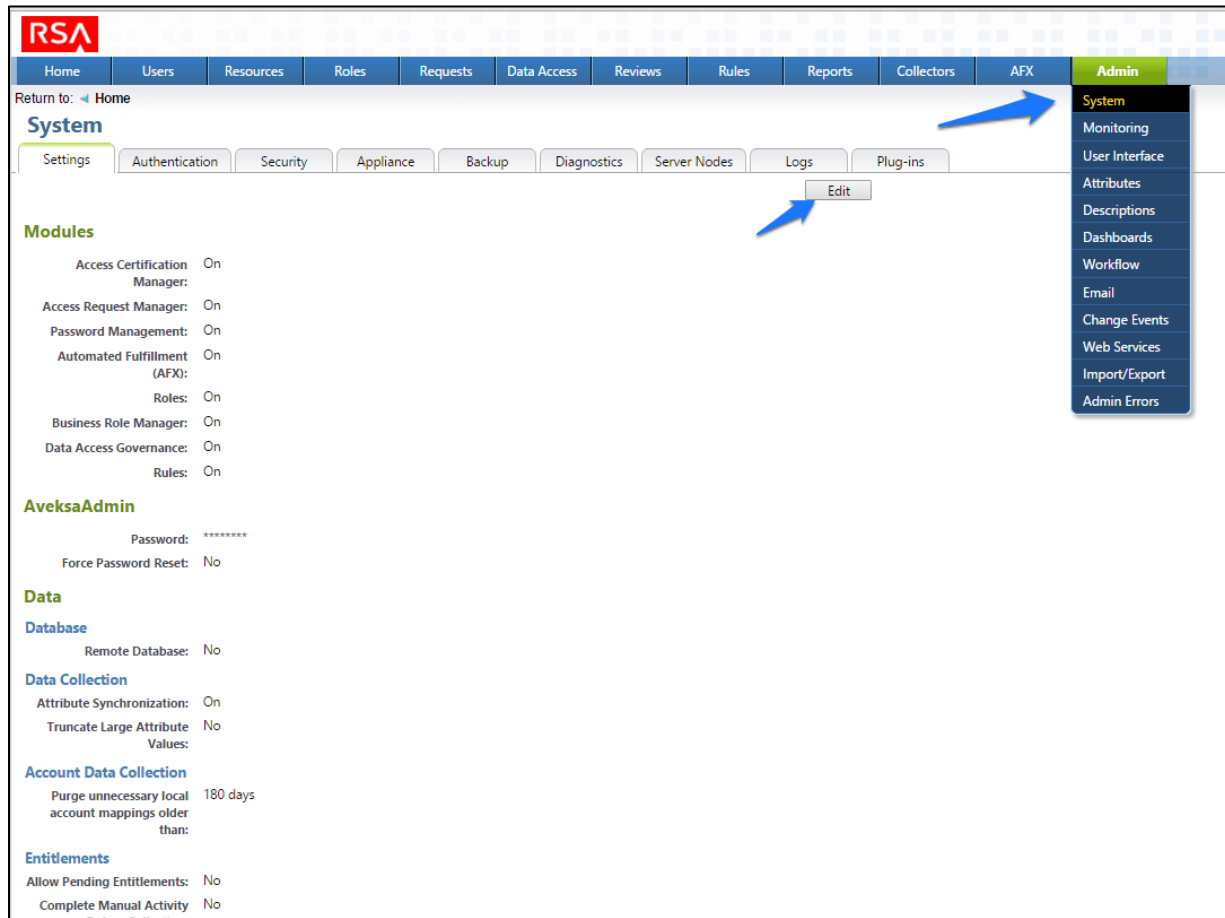 RSA
Home Users Resources Roles Requests Data Access Reviews Rules Reports Collectors AFX Admin
Return to: Home
System
Settings Authentication Security Appliance Backup Diagnostics Server Nodes Logs Plug-ins
Edit
System
Monitoring
User Interface
Attributes
Descriptions
Dashboards
Workflow
Email
Change Events
Web Services
Import/Export
Admin Errors
Modules
Access Certification On
Manager:
Access Request Manager: On
Password Management: On
Automated Fulfillment On
(AFX):
Roles: On
Business Role Manager: On
Data Access Governance: On
Rules: On
AveksaAdmin
Password: ********
Force Password Reset: No
Data
Database
Remote Database: No
Data Collection
Attribute Synchronization: On
Truncate Large Attribute No
Values:
Account Data Collection
Purge unnecessary local 180 days
account mappings older
than:
Entitlements
Allow Pending Entitlements: No
Complete Manual Activity No